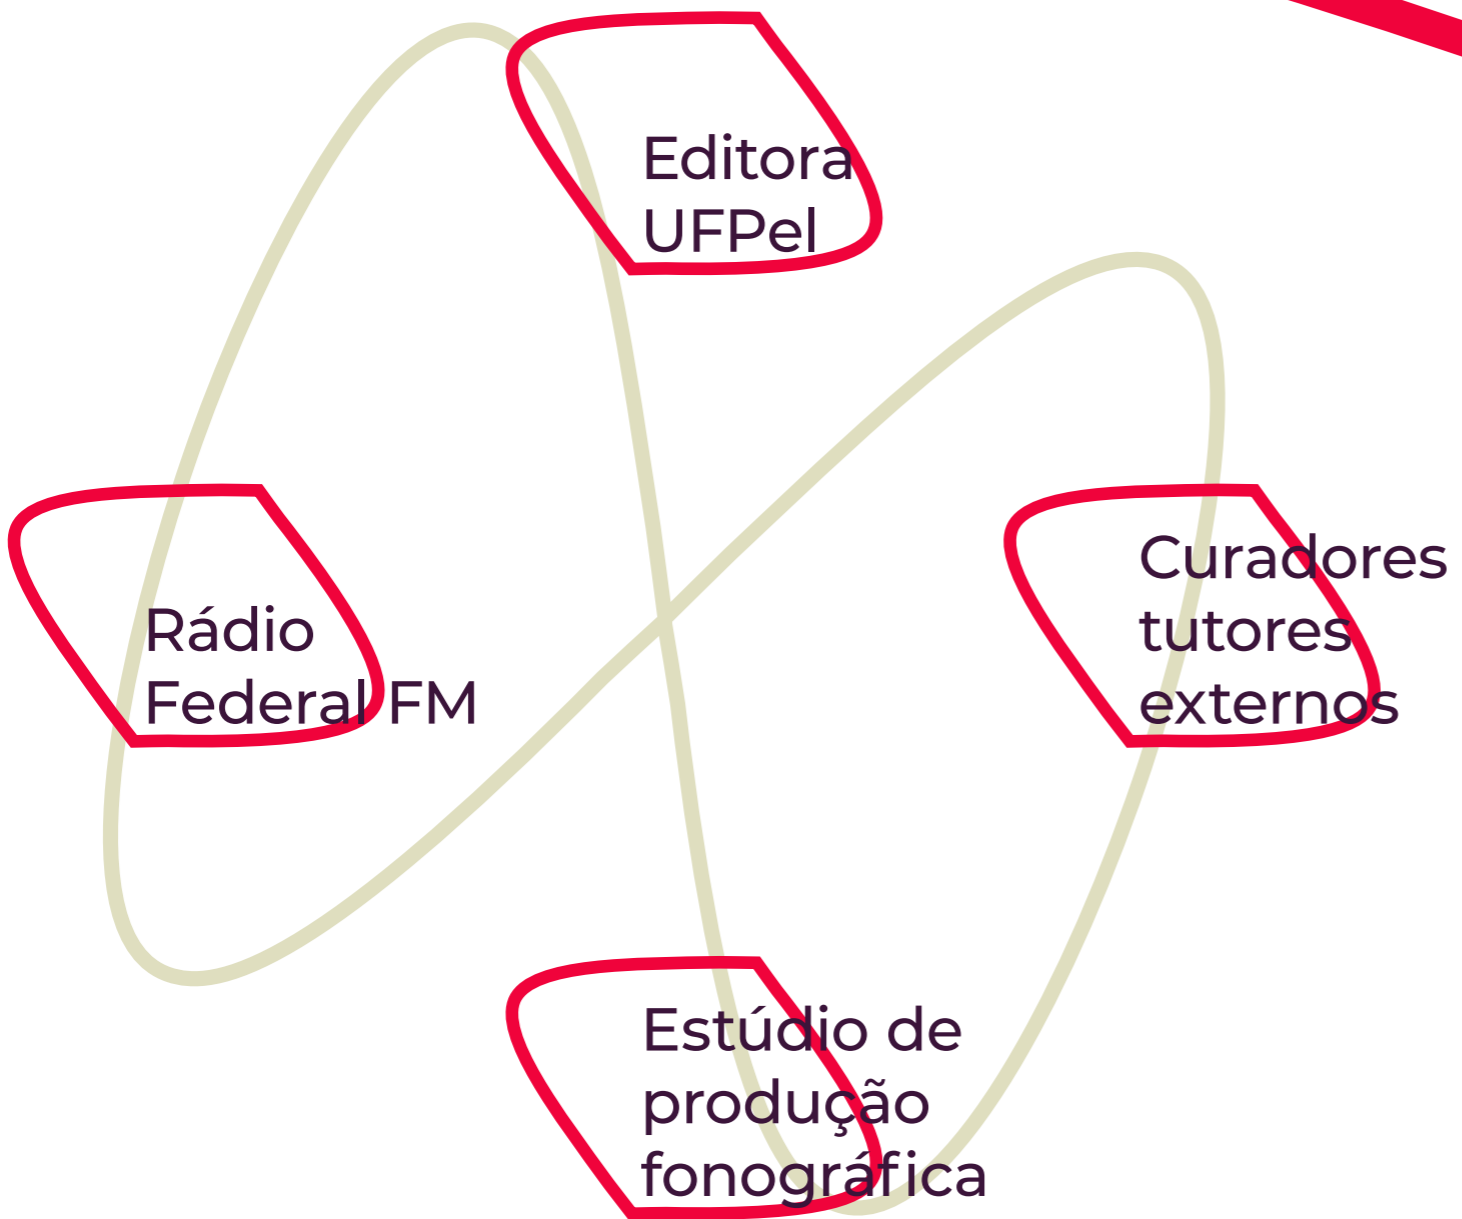 Editora
UFPel
Rádio
Federal FM
Curadores
tutores
externos
Estúdio de
produção
fonográfica